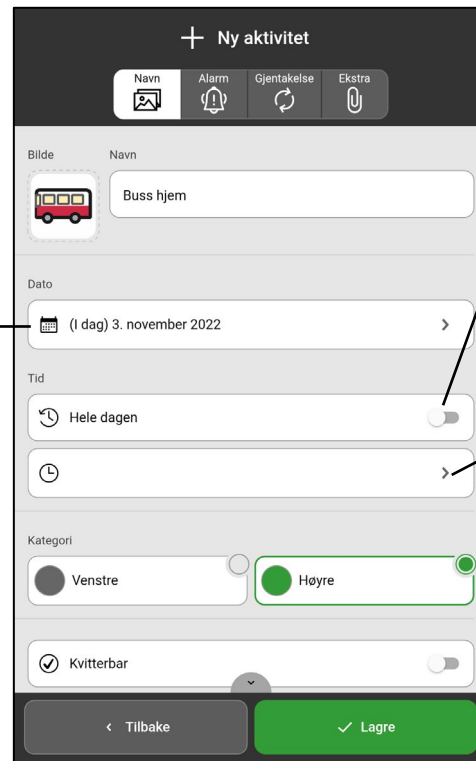 Ny aktivitet
Navn
Alarm
Gjentakelse
Ekstra
Bilde
Navn
Buss hjem
Dato
(I dag) 3. november 2022
Tid
Hele dagen
Kategori
Venstre
Høyre
Kvitterbar
Tilbake
Lagre